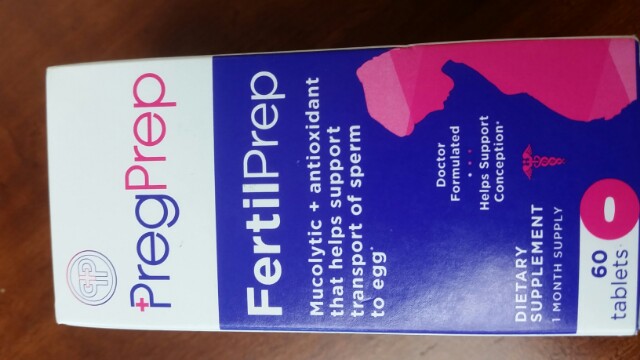 PP
+PregPrep
FertilPrep
Mucolytic + antioxidant
that helps support
transport of sperm
to egg*
Doctor
Formulated
•••
Helps Support
Conception*
DIETARY
SUPPLEMENT
1 MONTH SUPPLY
60
tablets